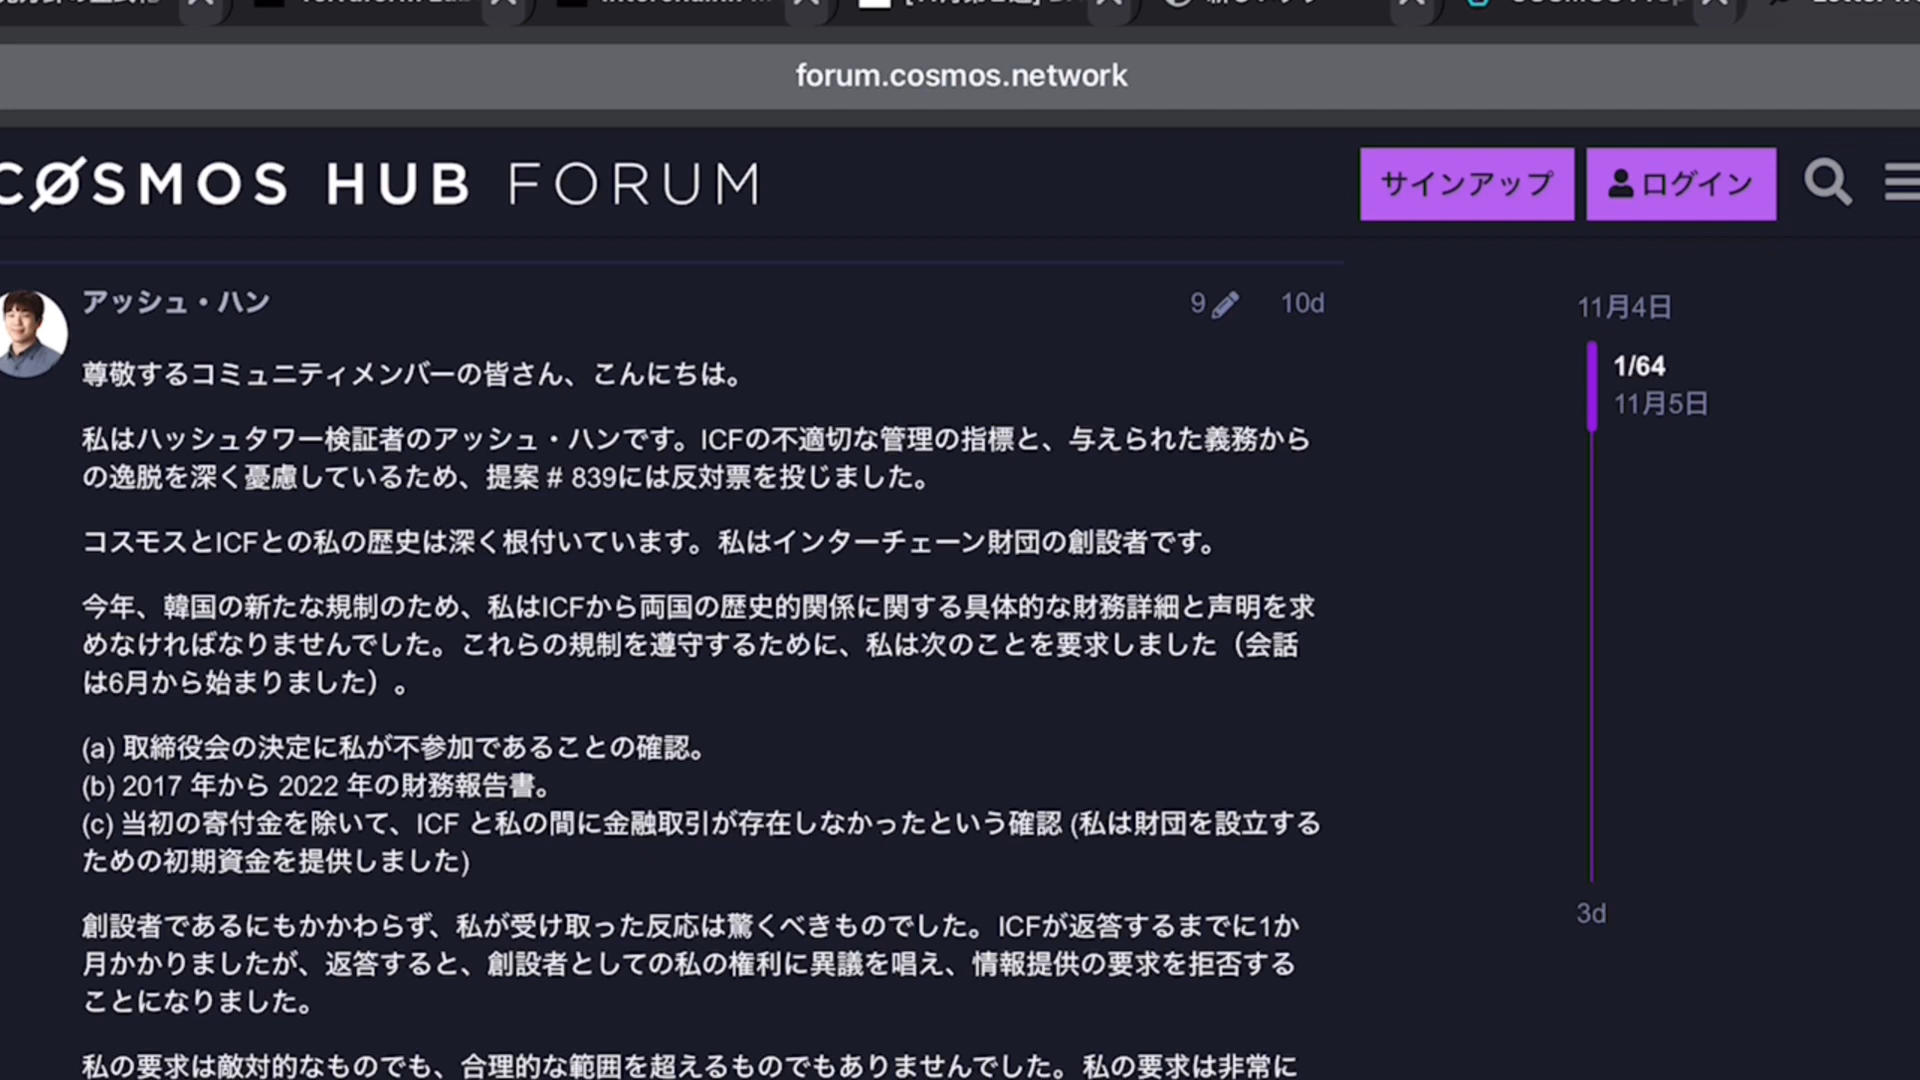 forum.cosmos.network
CØSMOS HUB FORUM
サインアップ
ログイン
アッシュ・ハン
9
10d
11月4日
1/64
11月5日
尊敬するコミュニティメンバーの皆さん、こんにちは。
私はハッシュタワー検証者のアッシュ・ハンです。ICFの不適切な管理の指標と、与えられた義務から
の逸脱を深く憂慮しているため、提案 # 839には反対票を投じました。
コスモスとICFとの私の歴史は深く根付いています。私はインターチェーン財団の創設者です。
今年、韓国の新たな規制のため、私はICFから両国の歴史的関係に関する具体的な財務詳細と声明を求
めなければなりませんでした。これらの規制を遵守するために、私は次のことを要求しました（会話
は6月から始まりました）。
(a) 取締役会の決定に私が不参加であることの確認。
(b) 2017 年から 2022 年の財務報告書。
(c) 当初の寄付金を除いて、ICF と私の間に金融取引が存在しなかったという確認 (私は財団を設立する
ための初期資金を提供しました)
3d
創設者であるにもかかわらず、私が受け取った反応は驚くべきものでした。ICFが返答するまでに1か
月かかりましたが、返答すると、創設者としての私の権利に異議を唱え、情報提供の要求を拒否する
ことになりました。
私の要求は敵対的なものでも、合理的な範囲を超えるものでもありませんでした。私の要求は非常に